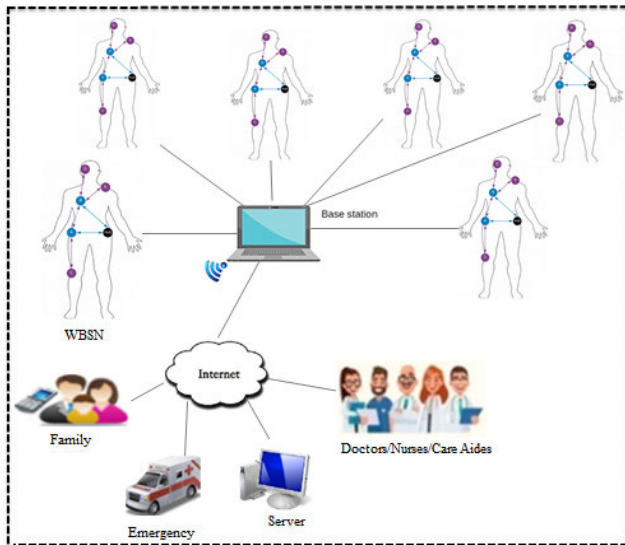 Base station
WBSN
Internet
Family
Doctors/Nurses/Care Aides
Emergency
Server